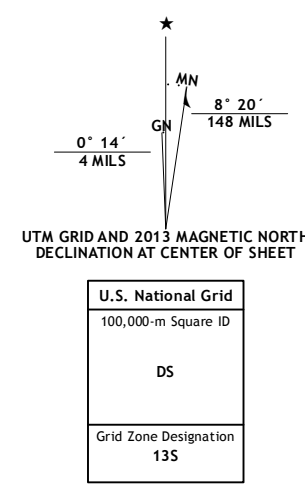 ★
MN
8° 20´
148 MILS
GN
0° 14´
4 MILS
UTM GRID AND 2013 MAGNETIC NORTH
DECLINATION AT CENTER OF SHEET
U.S. National Grid
100,000-m Square ID
DS
Grid Zone Designation
13S